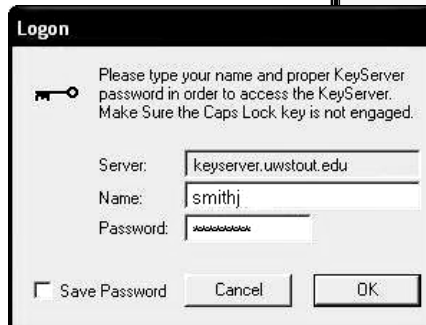 Logon
Please type your name and proper KeyServer
password in order to access the KeyServer.
Make Sure the Caps Lock key is not engaged.
Server: keyserver.uwstout.edu
Name: smithj
Password: *********
Save Password Cancel OK